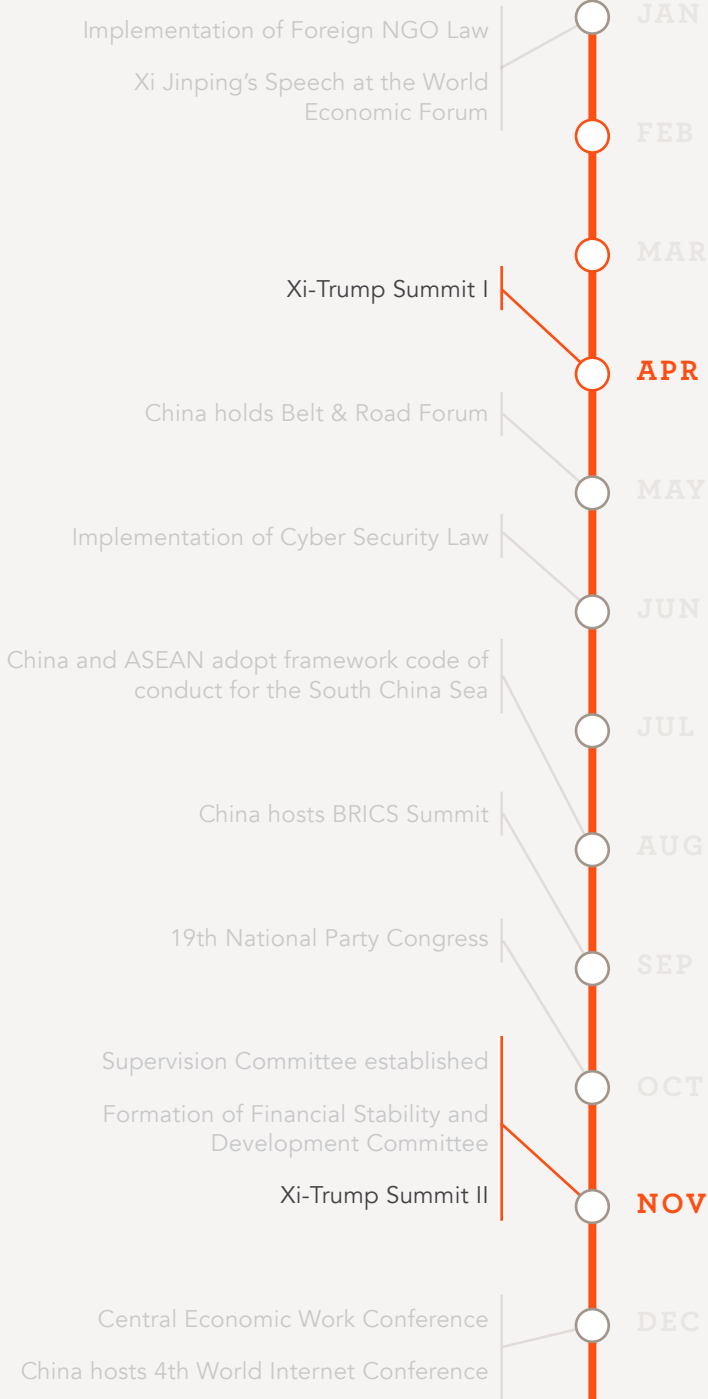 JAN
Implementation of Foreign NGO Law
Xi Jinping’s Speech at the World
Economic Forum
FEB
MAR
Xi-Trump Summit I
APR
China holds Belt & Road Forum
MAY
Implementation of Cyber Security Law
JUN
China and ASEAN adopt framework code of
conduct for the South China Sea
JUL
China hosts BRICS Summit
AUG
19th National Party Congress
SEP
Supervision Committee established
OCT
Formation of Financial Stability and
Development Committee
Xi-Trump Summit II
NOV
Central Economic Work Conference
DEC
China hosts 4th World Internet Conference